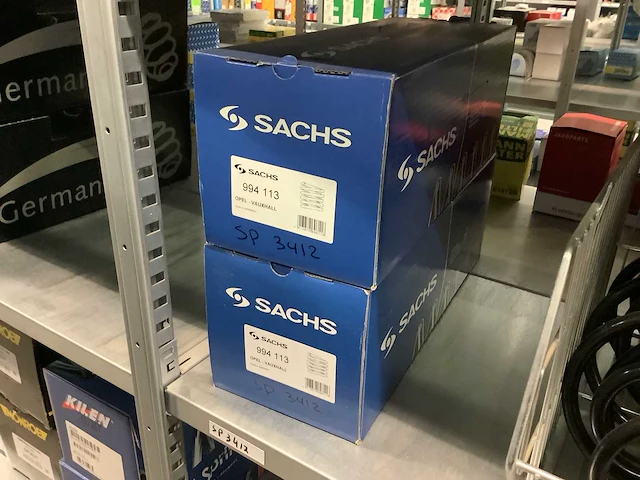 SACHS
SACHS
994 113
OPEL - VAUXHALL
SP 3412
SACHS
SACHS
SACHS
SACHS
994 113
OPEL - VAUXHALL
SP 3412
SACHS
SP 3412
German
German
KILEN